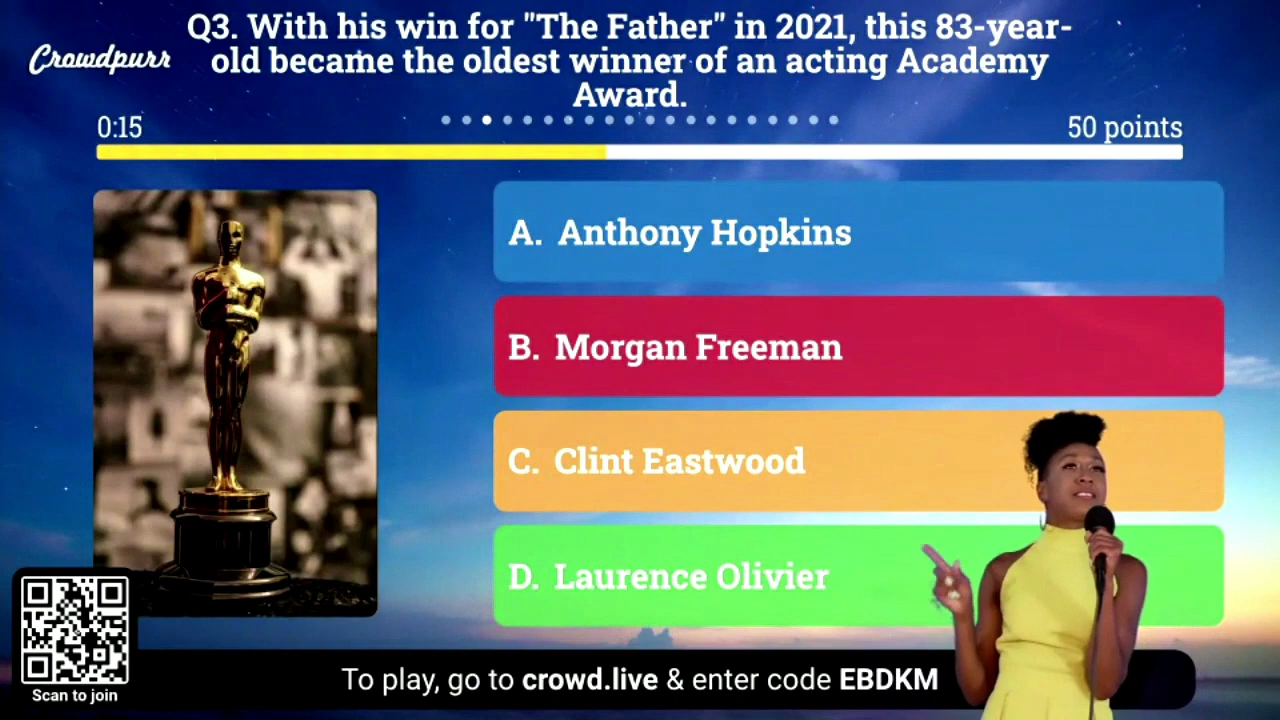 Q3. With his win for "The Father" in 2021, this 83-year-
Crowdpurr
old became the oldest winner of an acting Academy
Award.
0:15
50 points
A. Anthony Hopkins
B. Morgan Freeman
C. Clint Eastwood
D. Laurence Olivier
To play, go to crowd.live & enter code EBDKM
Scan to join